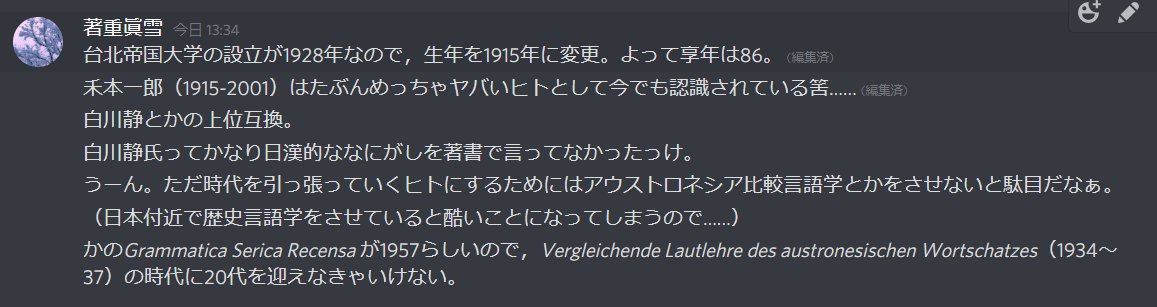 著重眞雪 今日 13:34
台北帝国大学の設立が1928年なので，生年を1915年に変更。よって享年は86。(編集済)
禾本一郎（1915-2001）はたぶんめっちゃヤバいヒトとして今でも認識されている筈……(編集済)
白川静とかの上位互換。
白川静氏ってかなり日漢的ななにがしを著書で言ってなかったっけ。
うーん。ただ時代を引っ張っていくヒトにするためにはアウストロネシア比較言語学とかをさせないと駄目だなぁ。
（日本付近で歴史言語学をさせていると酷いことになってしまうので……）
かのGrammatica Serica Recensaが1957らしいので，Vergleichende Lautlehre des austronesischen Wortschatzes（1934～
37）の時代に20代を迎えなきゃいけない。